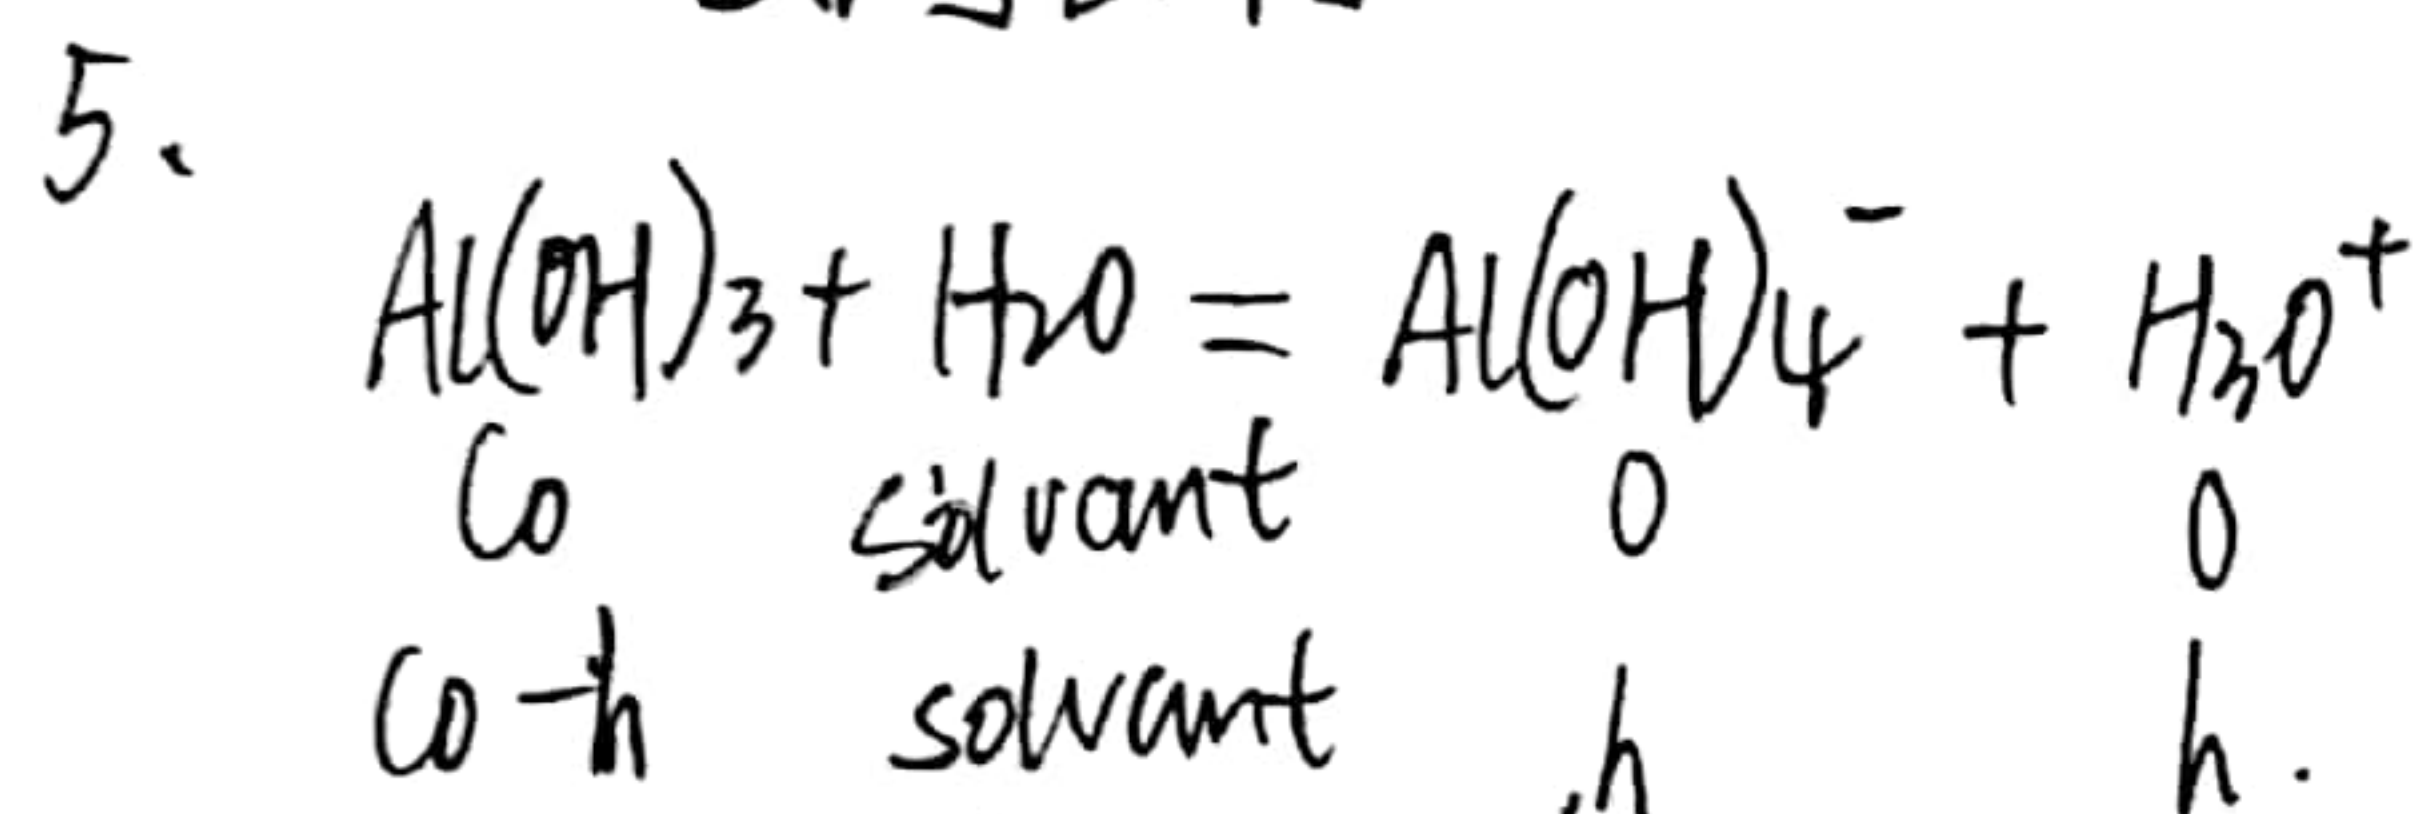 5.
Al(OH)₃ + H₂O = Al(OH)₄⁻ + H₃O⁺
C₀ solvant 0 0
C₀-h solvant h h.